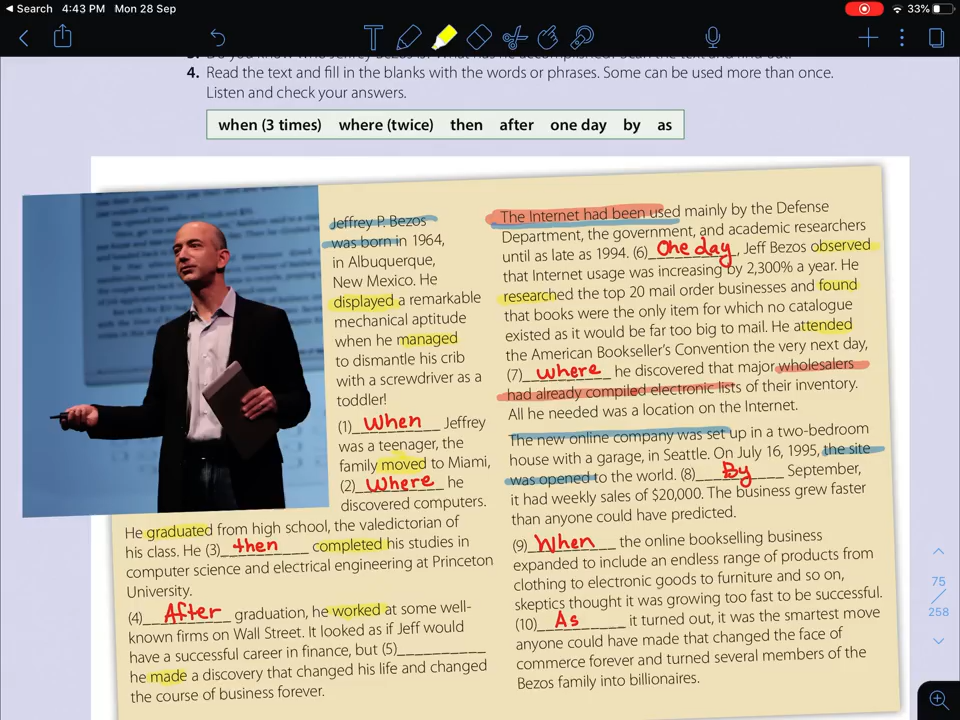 Search 4:43 PM Mon 28 Sep 33%
4. Read the text and fill in the blanks with the words or phrases. Some can be used more than once.
Listen and check your answers.
when (3 times) where (twice) then after one day by as
Jeffrey P. Bezos
was born in 1964,
in Albuquerque,
New Mexico. He
displayed a remarkable
mechanical aptitude
when he managed
to dismantle his crib
with a screwdriver as a
toddler!
(1) When Jeffrey
was a teenager, the
family moved to Miami,
(2) Where he
discovered computers.
He graduated from high school, the valedictorian of
his class. He (3) then completed his studies in
computer science and electrical engineering at Princeton
University.
(4) After graduation, he worked at some well-
known firms on Wall Street. It looked as if Jeff would
have a successful career in finance, but (5)__________
he made a discovery that changed his life and changed
the course of business forever.
The Internet had been used mainly by the Defense
Department, the government, and academic researchers
until as late as 1994. (6) One day, Jeff Bezos observed
that Internet usage was increasing by 2,300% a year. He
researched the top 20 mail order businesses and found
that books were the only item for which no catalogue
existed as it would be far too big to mail. He attended
the American Bookseller's Convention the very next day,
(7) where he discovered that major wholesalers
had already compiled electronic lists of their inventory.
All he needed was a location on the Internet.
The new online company was set up in a two-bedroom
house with a garage, in Seattle. On July 16, 1995, the site
was opened to the world. (8) By September,
it had weekly sales of $20,000. The business grew faster
than anyone could have predicted.
(9) When the online bookselling business
expanded to include an endless range of products from
clothing to electronic goods to furniture and so on,
skeptics thought it was growing too fast to be successful.
(10) As it turned out, it was the smartest move
anyone could have made that changed the face of
commerce forever and turned several members of the
Bezos family into billionaires.
75
258